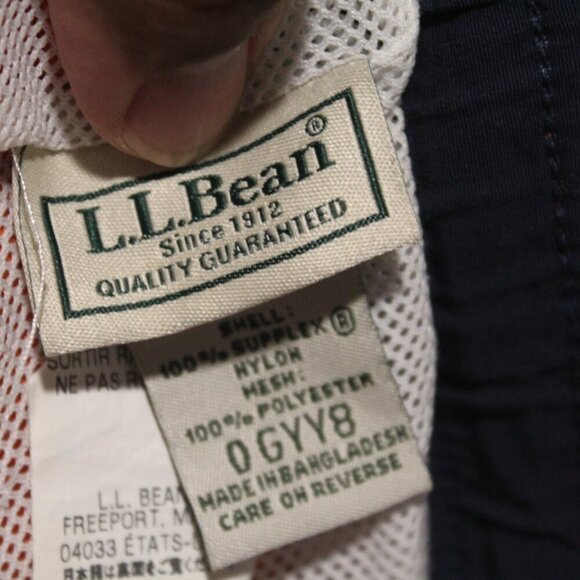 L.L.Bean®
Since 1912
QUALITY GUARANTEED
SHELL:
100% SUPPLEX®
NYLON
MESH:
100% POLYESTER
0GYY8
MADE IN BANGLADESH
CARE ON REVERSE
SORTIR
NE PAS
L.L. BEAN
FREEPORT,
04033 ÉTATS-